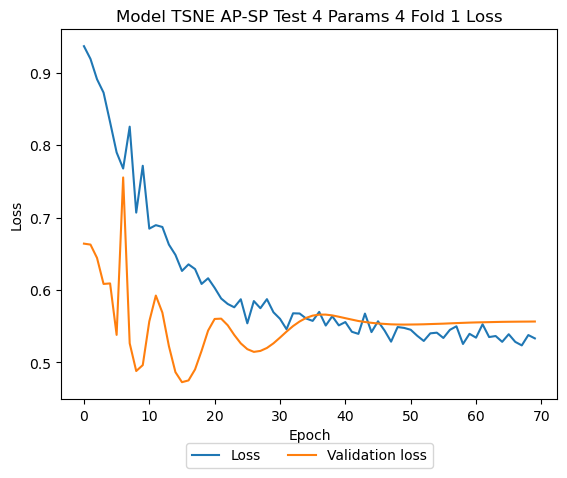 Model TSNE AP-SP Test 4 Params 4 Fold 1 Loss
0.9
0.8
0.7
0.6
0.5
Loss
0 10 20 30 40 50 60 70
Epoch
Loss Validation loss